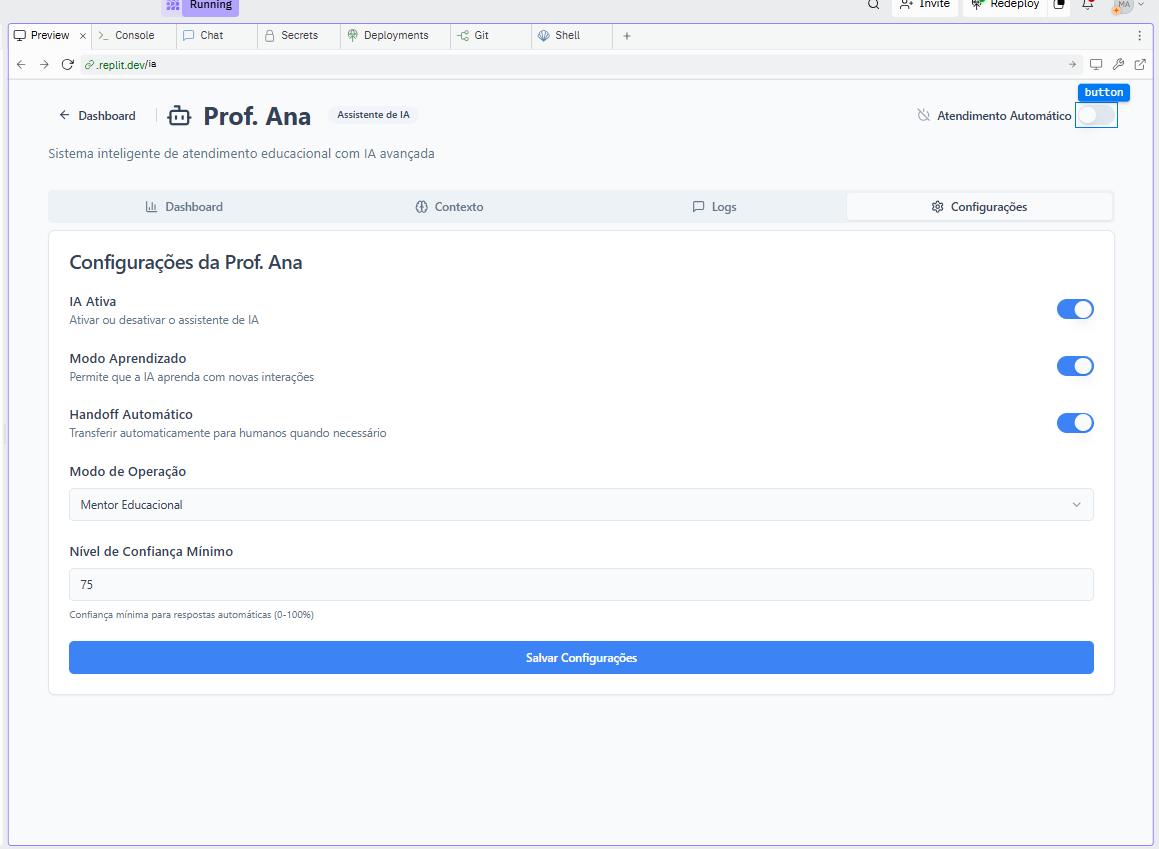 Running
Invite
Redeploy
MA
Preview
Console
Chat
Secrets
Deployments
Git
Shell
.replit.dev/ia
button
Dashboard
Prof. Ana
Assistente de IA
Atendimento Automático
Sistema inteligente de atendimento educacional com IA avançada
Dashboard
Contexto
Logs
Configurações
Configurações da Prof. Ana
IA Ativa
Ativar ou desativar o assistente de IA
Modo Aprendizado
Permite que a IA aprenda com novas interações
Handoff Automático
Transferir automaticamente para humanos quando necessário
Modo de Operação
Mentor Educacional
Nível de Confiança Mínimo
75
Confiança mínima para respostas automáticas (0-100%)
Salvar Configurações